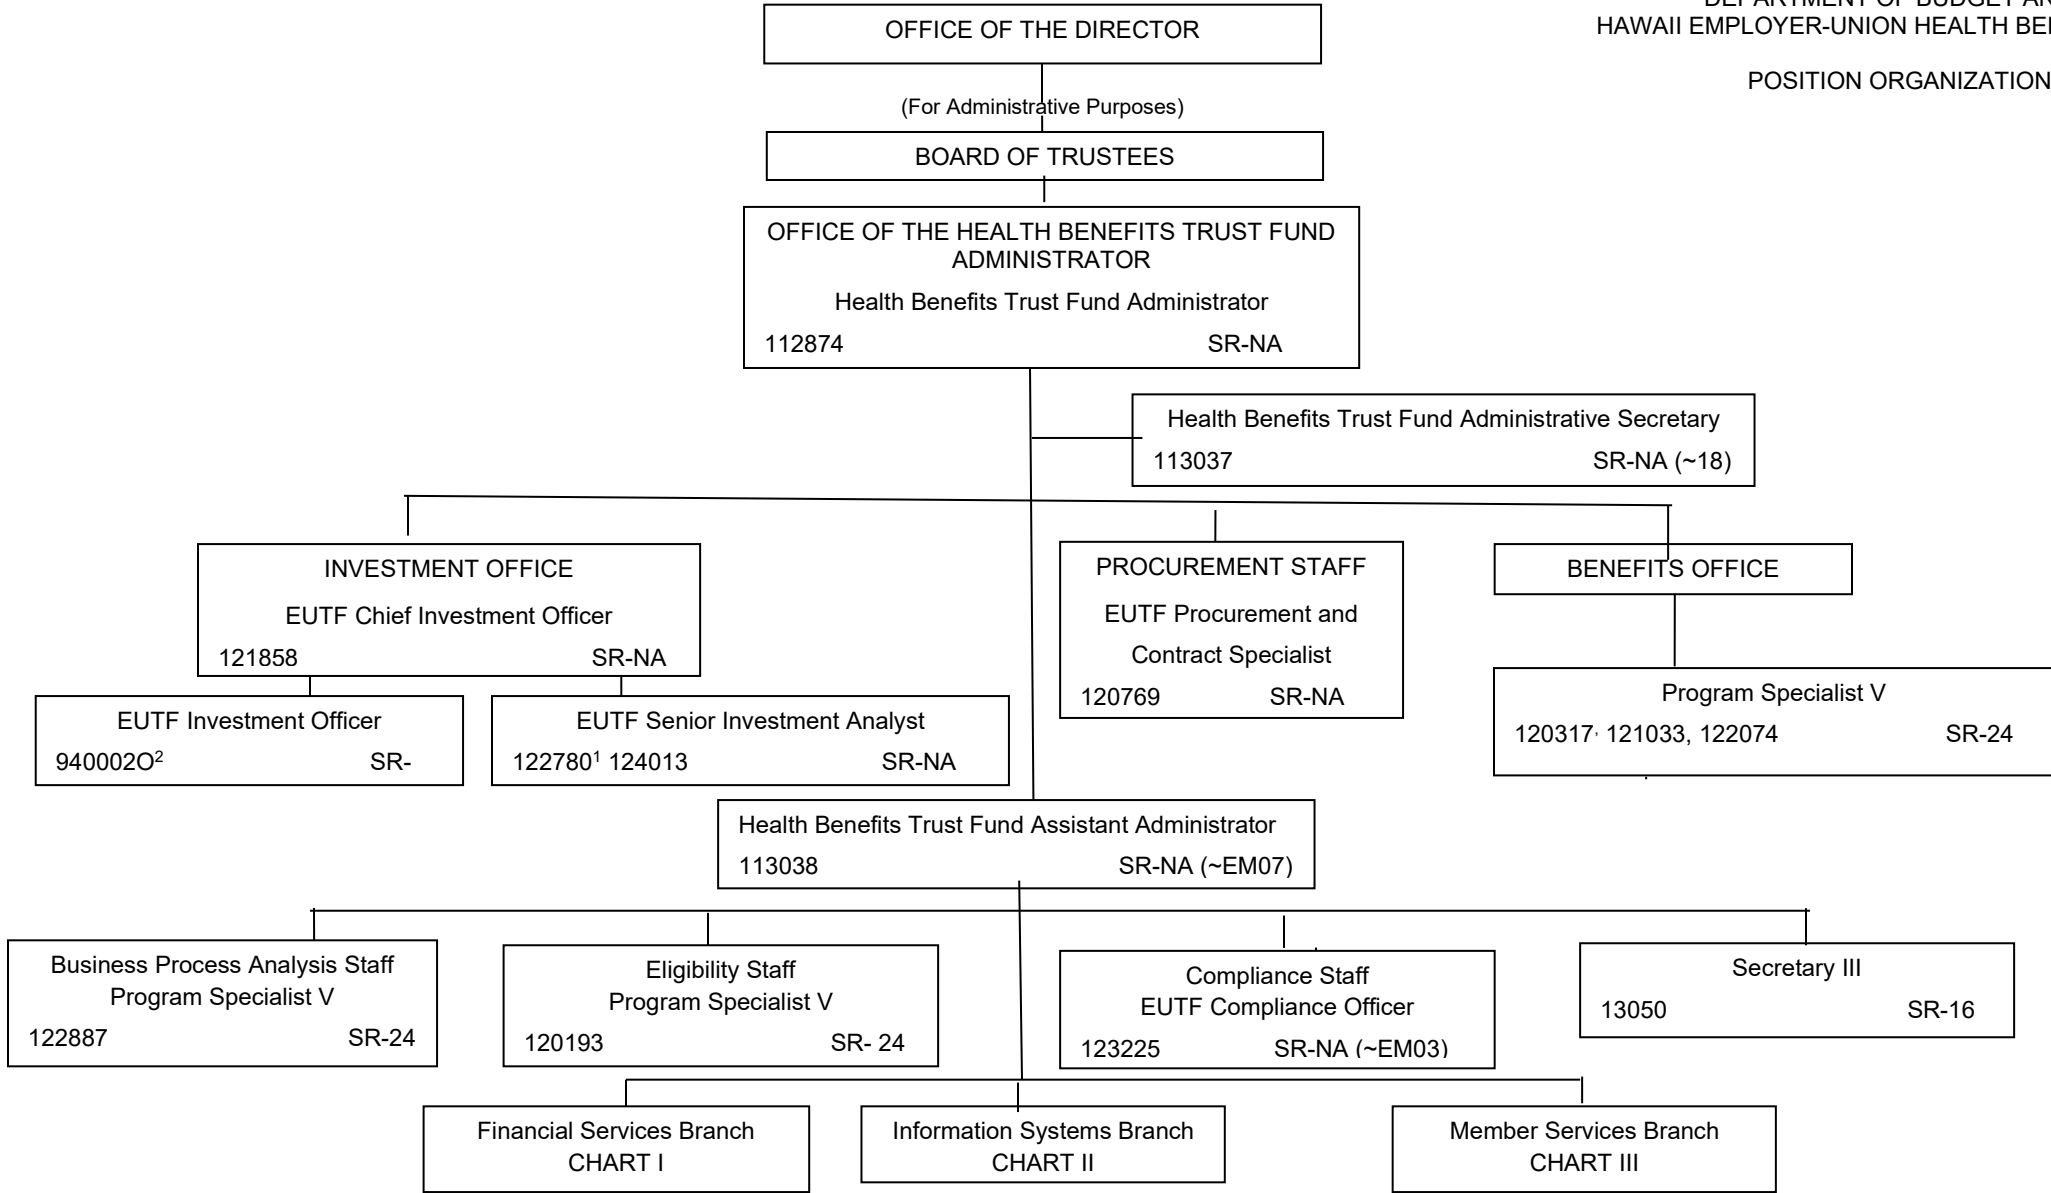 DEPARTMENT OF BUDGET AN
HAWAII EMPLOYER-UNION HEALTH BE
POSITION ORGANIZATION
OFFICE OF THE DIRECTOR
(For Administrative Purposes)
BOARD OF TRUSTEES
OFFICE OF THE HEALTH BENEFITS TRUST FUND
ADMINISTRATOR
Health Benefits Trust Fund Administrator
112874 SR-NA
Health Benefits Trust Fund Administrative Secretary
113037 SR-NA (~18)
INVESTMENT OFFICE
EUTF Chief Investment Officer
121858 SR-NA
PROCUREMENT STAFF
EUTF Procurement and
Contract Specialist
120769 SR-NA
BENEFITS OFFICE
EUTF Investment Officer
940002O² SR-
EUTF Senior Investment Analyst
122780¹ 124013 SR-NA
Program Specialist V
120317, 121033, 122074 SR-24
Health Benefits Trust Fund Assistant Administrator
113038 SR-NA (~EM07)
Business Process Analysis Staff
Program Specialist V
122887 SR-24
Eligibility Staff
Program Specialist V
120193 SR- 24
Compliance Staff
EUTF Compliance Officer
123225 SR-NA (~EM03)
Secretary III
13050 SR-16
Financial Services Branch
CHART I
Information Systems Branch
CHART II
Member Services Branch
CHART III